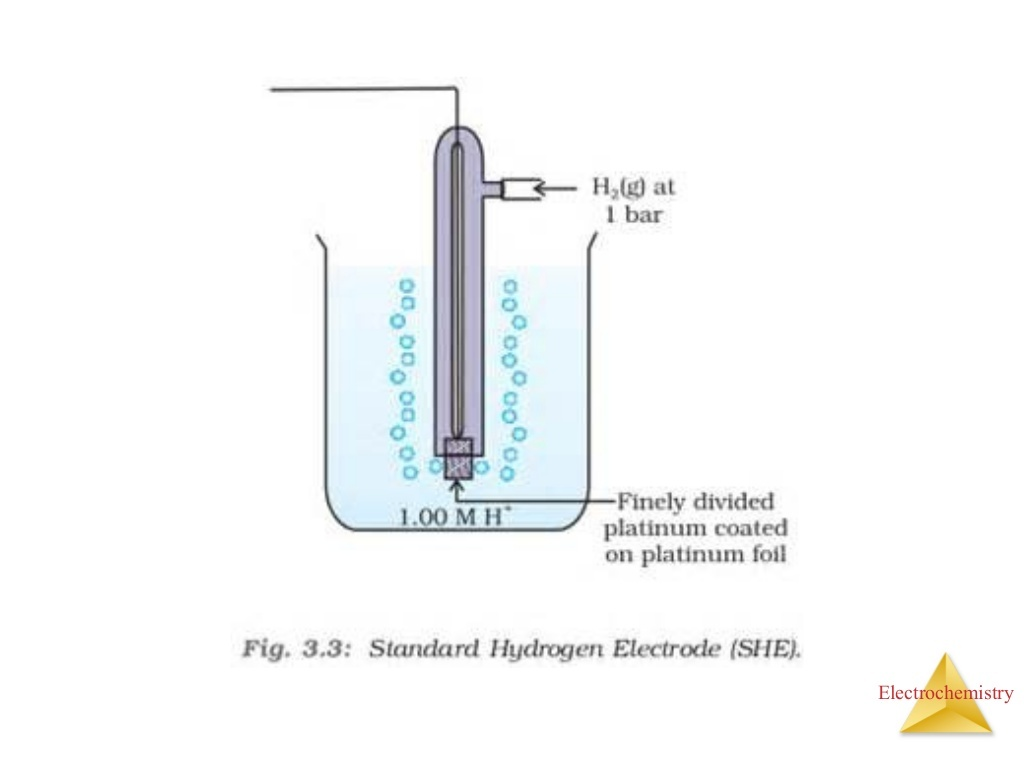 H₂(g) at
1 bar
1.00 M H⁺
Finely divided
platinum coated
on platinum foil
Fig. 3.3: Standard Hydrogen Electrode (SHE).
Electrochemistry